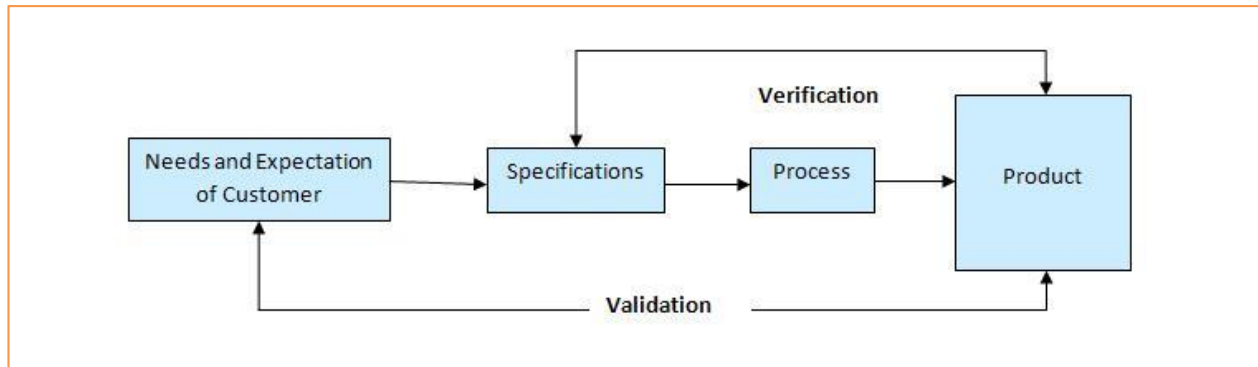 Verification
Needs and Expectation
of Customer
Specifications
Process
Product
Validation